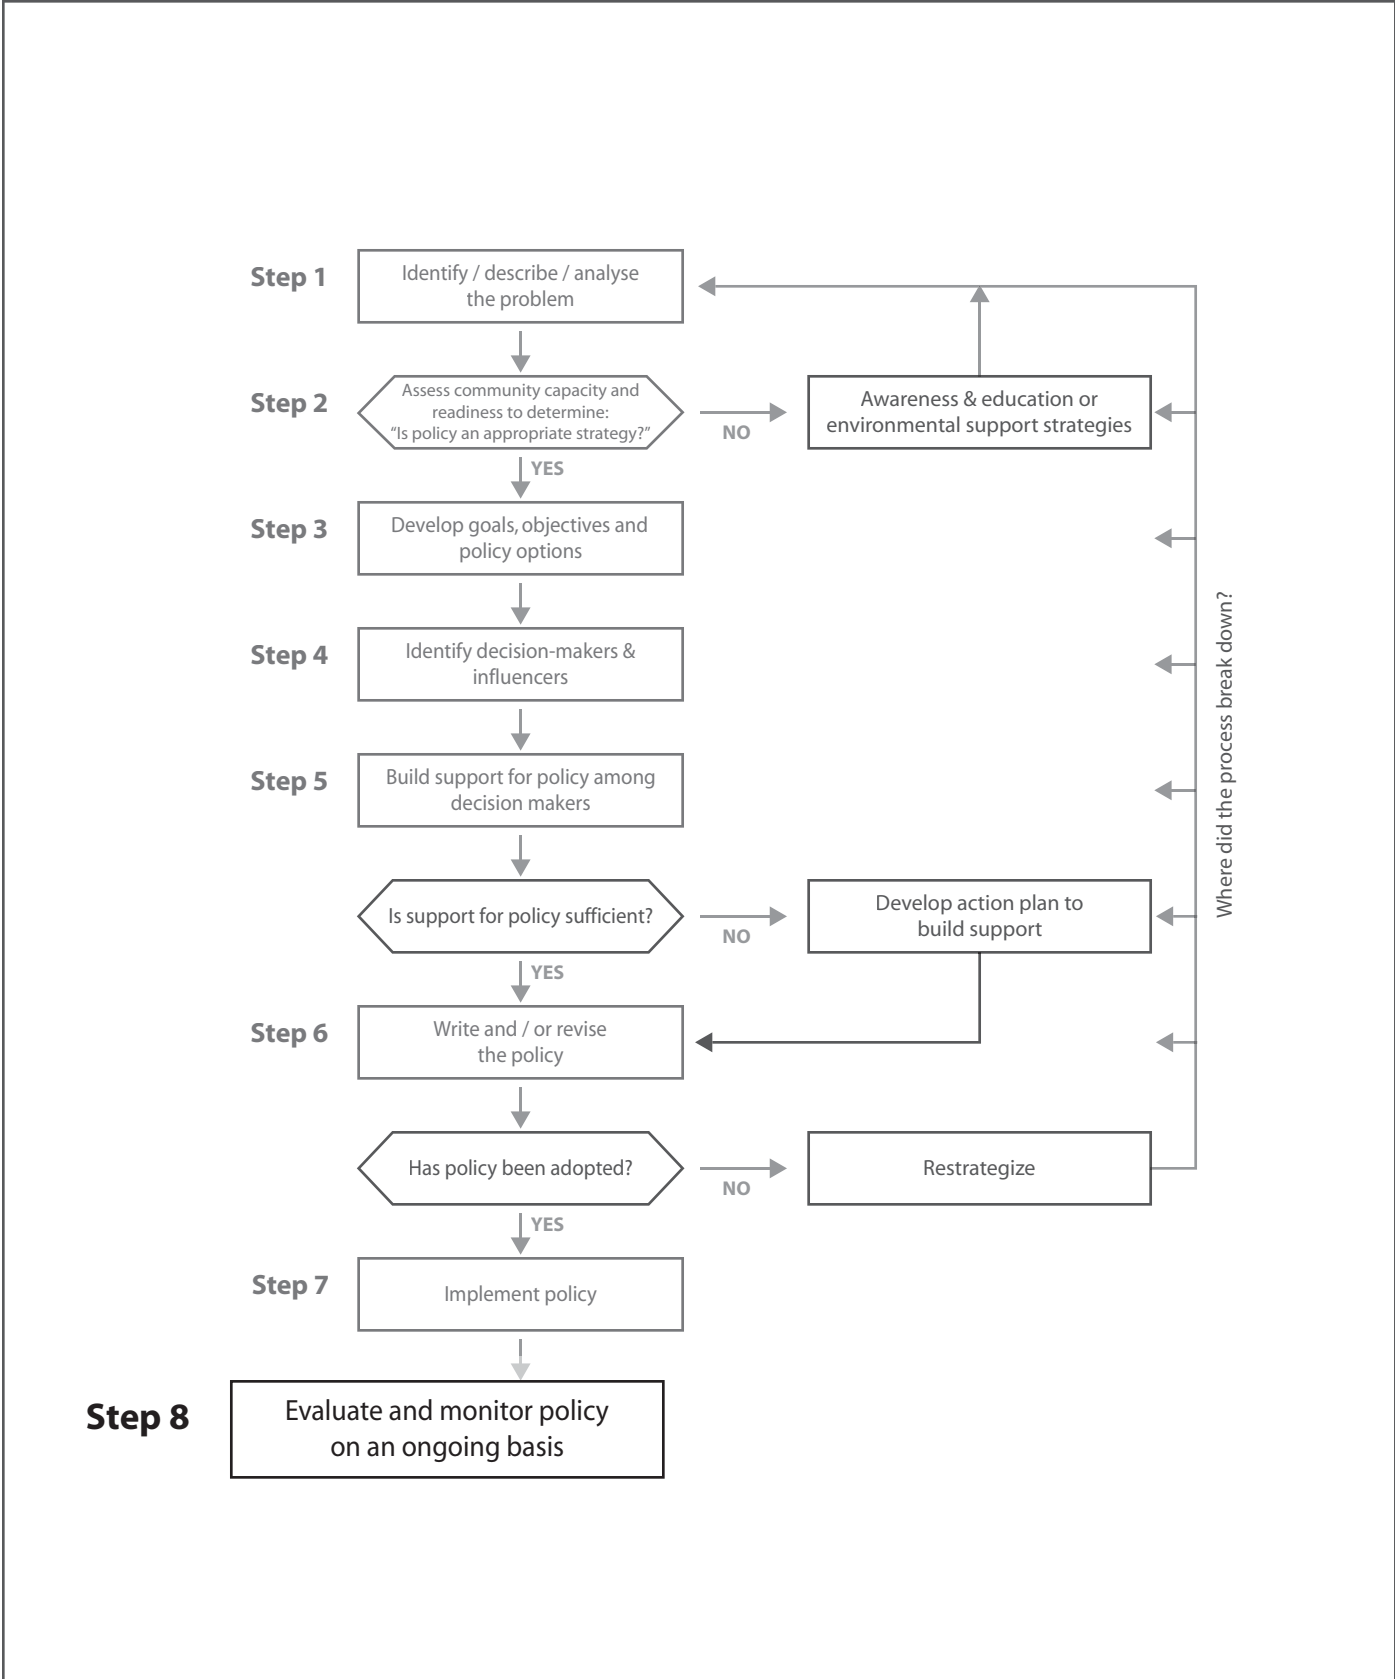 Step 1
Identify / describe / analyse
the problem
Step 2
Assess community capacity and
readiness to determine:
“Is policy an appropriate strategy?”
NO
Awareness & education or
environmental support strategies
YES
Step 3
Develop goals, objectives and
policy options
Step 4
Identify decision-makers &
influencers
Step 5
Build support for policy among
decision makers
Where did the process break down?
Is support for policy sufficient?
NO
Develop action plan to
build support
YES
Step 6
Write and / or revise
the policy
Has policy been adopted?
NO
Restrategize
YES
Step 7
Implement policy
Step 8
Evaluate and monitor policy
on an ongoing basis